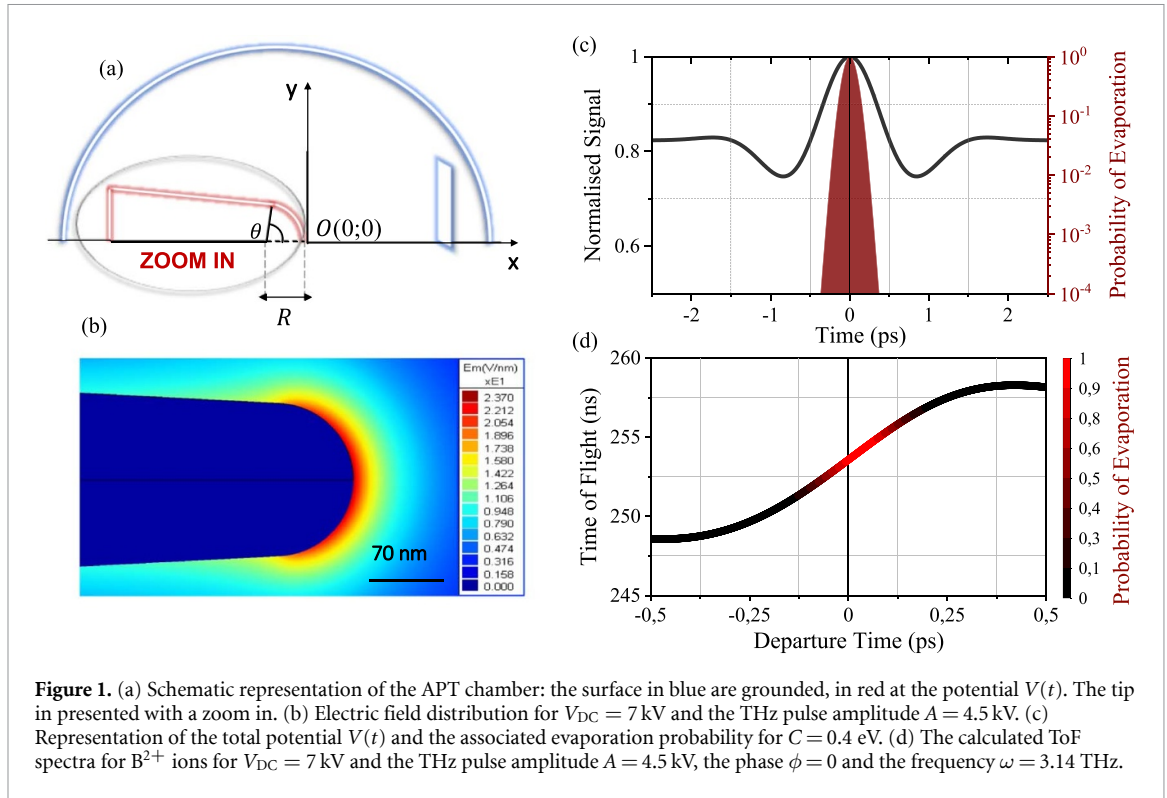 (a)
y
θ
O(0;0)
x
ZOOM IN
R
(b)
Em(V/nm)
xE1
2.370
2.212
2.054
1.896
1.738
1.580
1.422
1.264
1.106
0.948
0.790
0.632
0.474
0.316
0.158
0.000
70 nm
(c)
Normalised Signal
1
0.8
0.6
-2
-1
0
1
2
Time (ps)
10⁰
10⁻¹
10⁻²
10⁻³
10⁻⁴
Probability of Evaporation
(d)
Time of Flight (ns)
260
255
250
245
-0,5
-0,25
0
0,25
0,5
Departure Time (ps)
1
0,9
0,8
0,6
0,5
0,4
0,3
0,1
0
Probability of Evaporation
Figure 1. (a) Schematic representation of the APT chamber: the surface in blue are grounded, in red at the potential V(t). The tip
in presented with a zoom in. (b) Electric field distribution for V_DC = 7 kV and the THz pulse amplitude A = 4.5 kV. (c)
Representation of the total potential V(t) and the associated evaporation probability for C = 0.4 eV. (d) The calculated ToF
spectra for B²⁺ ions for V_DC = 7 kV and the THz pulse amplitude A = 4.5 kV, the phase ϕ = 0 and the frequency ω = 3.14 THz.